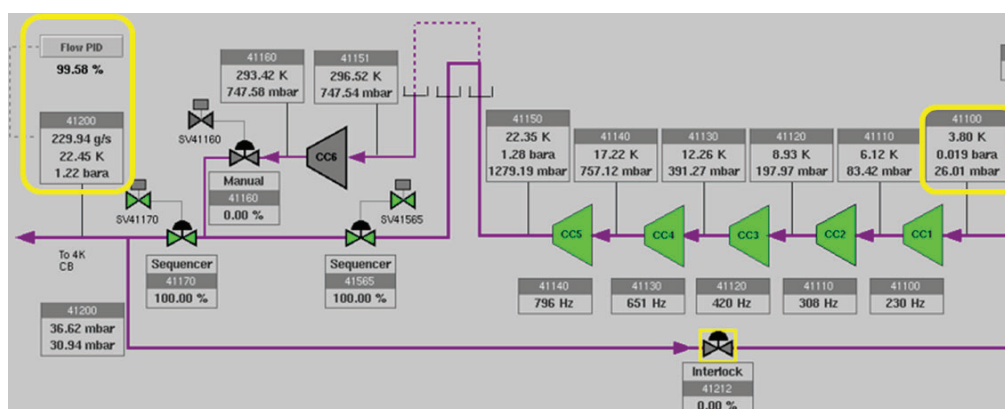 Flow PID
99.58 %
41200
229.94 g/s
22.45 K
1.22 bara
41160
293.42 K
747.58 mbar
41151
296.52 K
747.54 mbar
SV41160
CC6
Manual
41160
0.00 %
SV41170
SV41565
To 4K
CB
Sequencer
41170
100.00 %
Sequencer
41565
100.00 %
41200
36.62 mbar
30.94 mbar
41150
22.35 K
1.28 bara
1279.19 mbar
41140
17.22 K
757.12 mbar
41130
12.26 K
391.27 mbar
41120
8.93 K
197.97 mbar
41110
6.12 K
83.42 mbar
41100
3.80 K
0.019 bara
26.01 mbar
CC5
CC4
CC3
CC2
CC1
41140
796 Hz
41130
651 Hz
41120
420 Hz
41110
308 Hz
41100
230 Hz
Interlock
41212
0.00 %